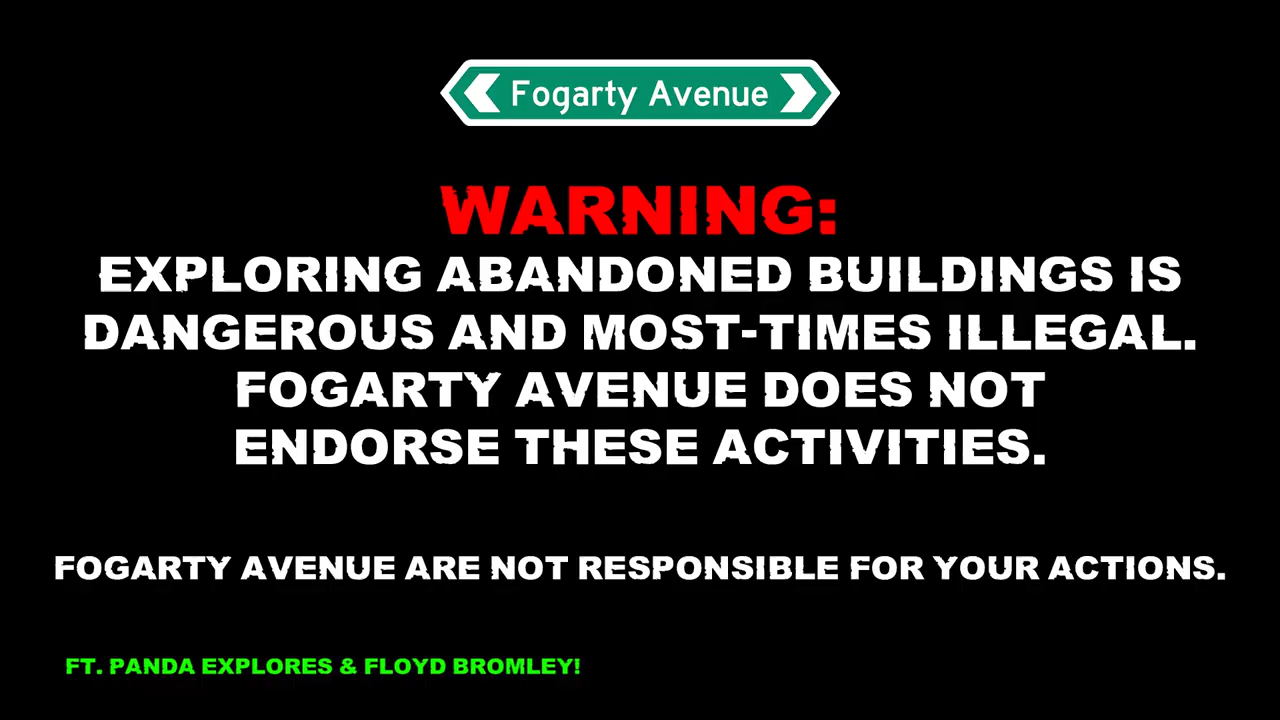 Fogarty Avenue
WARNING:
EXPLORING ABANDONED BUILDINGS IS
DANGEROUS AND MOST-TIMES ILLEGAL.
FOGARTY AVENUE DOES NOT
ENDORSE THESE ACTIVITIES.
FOGARTY AVENUE ARE NOT RESPONSIBLE FOR YOUR ACTIONS.
FT. PANDA EXPLORES & FLOYD BROMLEY!